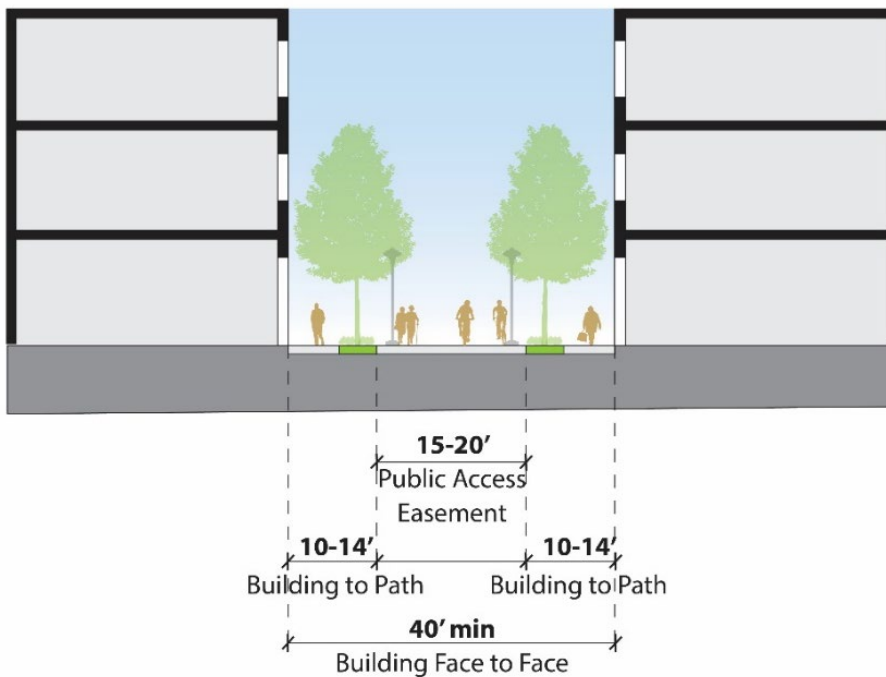 15-20’
Public Access
Easement
10-14’ 10-14’
Building to Path Building to Path
40’ min
Building Face to Face